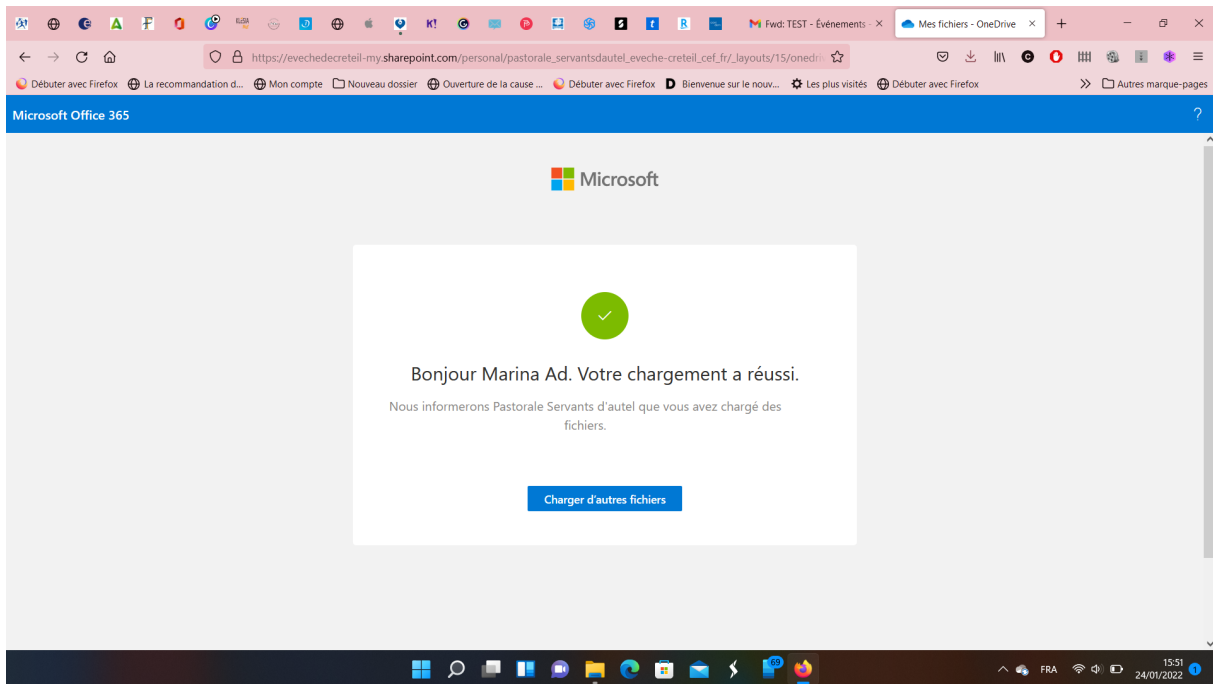 Fwd: TEST - Événements -
Mes fichiers - OneDrive
https://evechedecreteil-my.sharepoint.com/personal/pastorale_servantsdautel_eveche-creteil_cef_fr/_layouts/15/onedri
Débuter avec Firefox
La recommandation d...
Mon compte
Nouveau dossier
Ouverture de la cause ...
Débuter avec Firefox
Bienvenue sur le nouv...
Les plus visités
Débuter avec Firefox
Autres marque-pages
Microsoft Office 365
?
Microsoft
Bonjour Marina Ad. Votre chargement a réussi.
Nous informerons Pastorale Servants d'autel que vous avez chargé des
fichiers.
Charger d'autres fichiers
69
FRA
15:51
24/01/2022
1